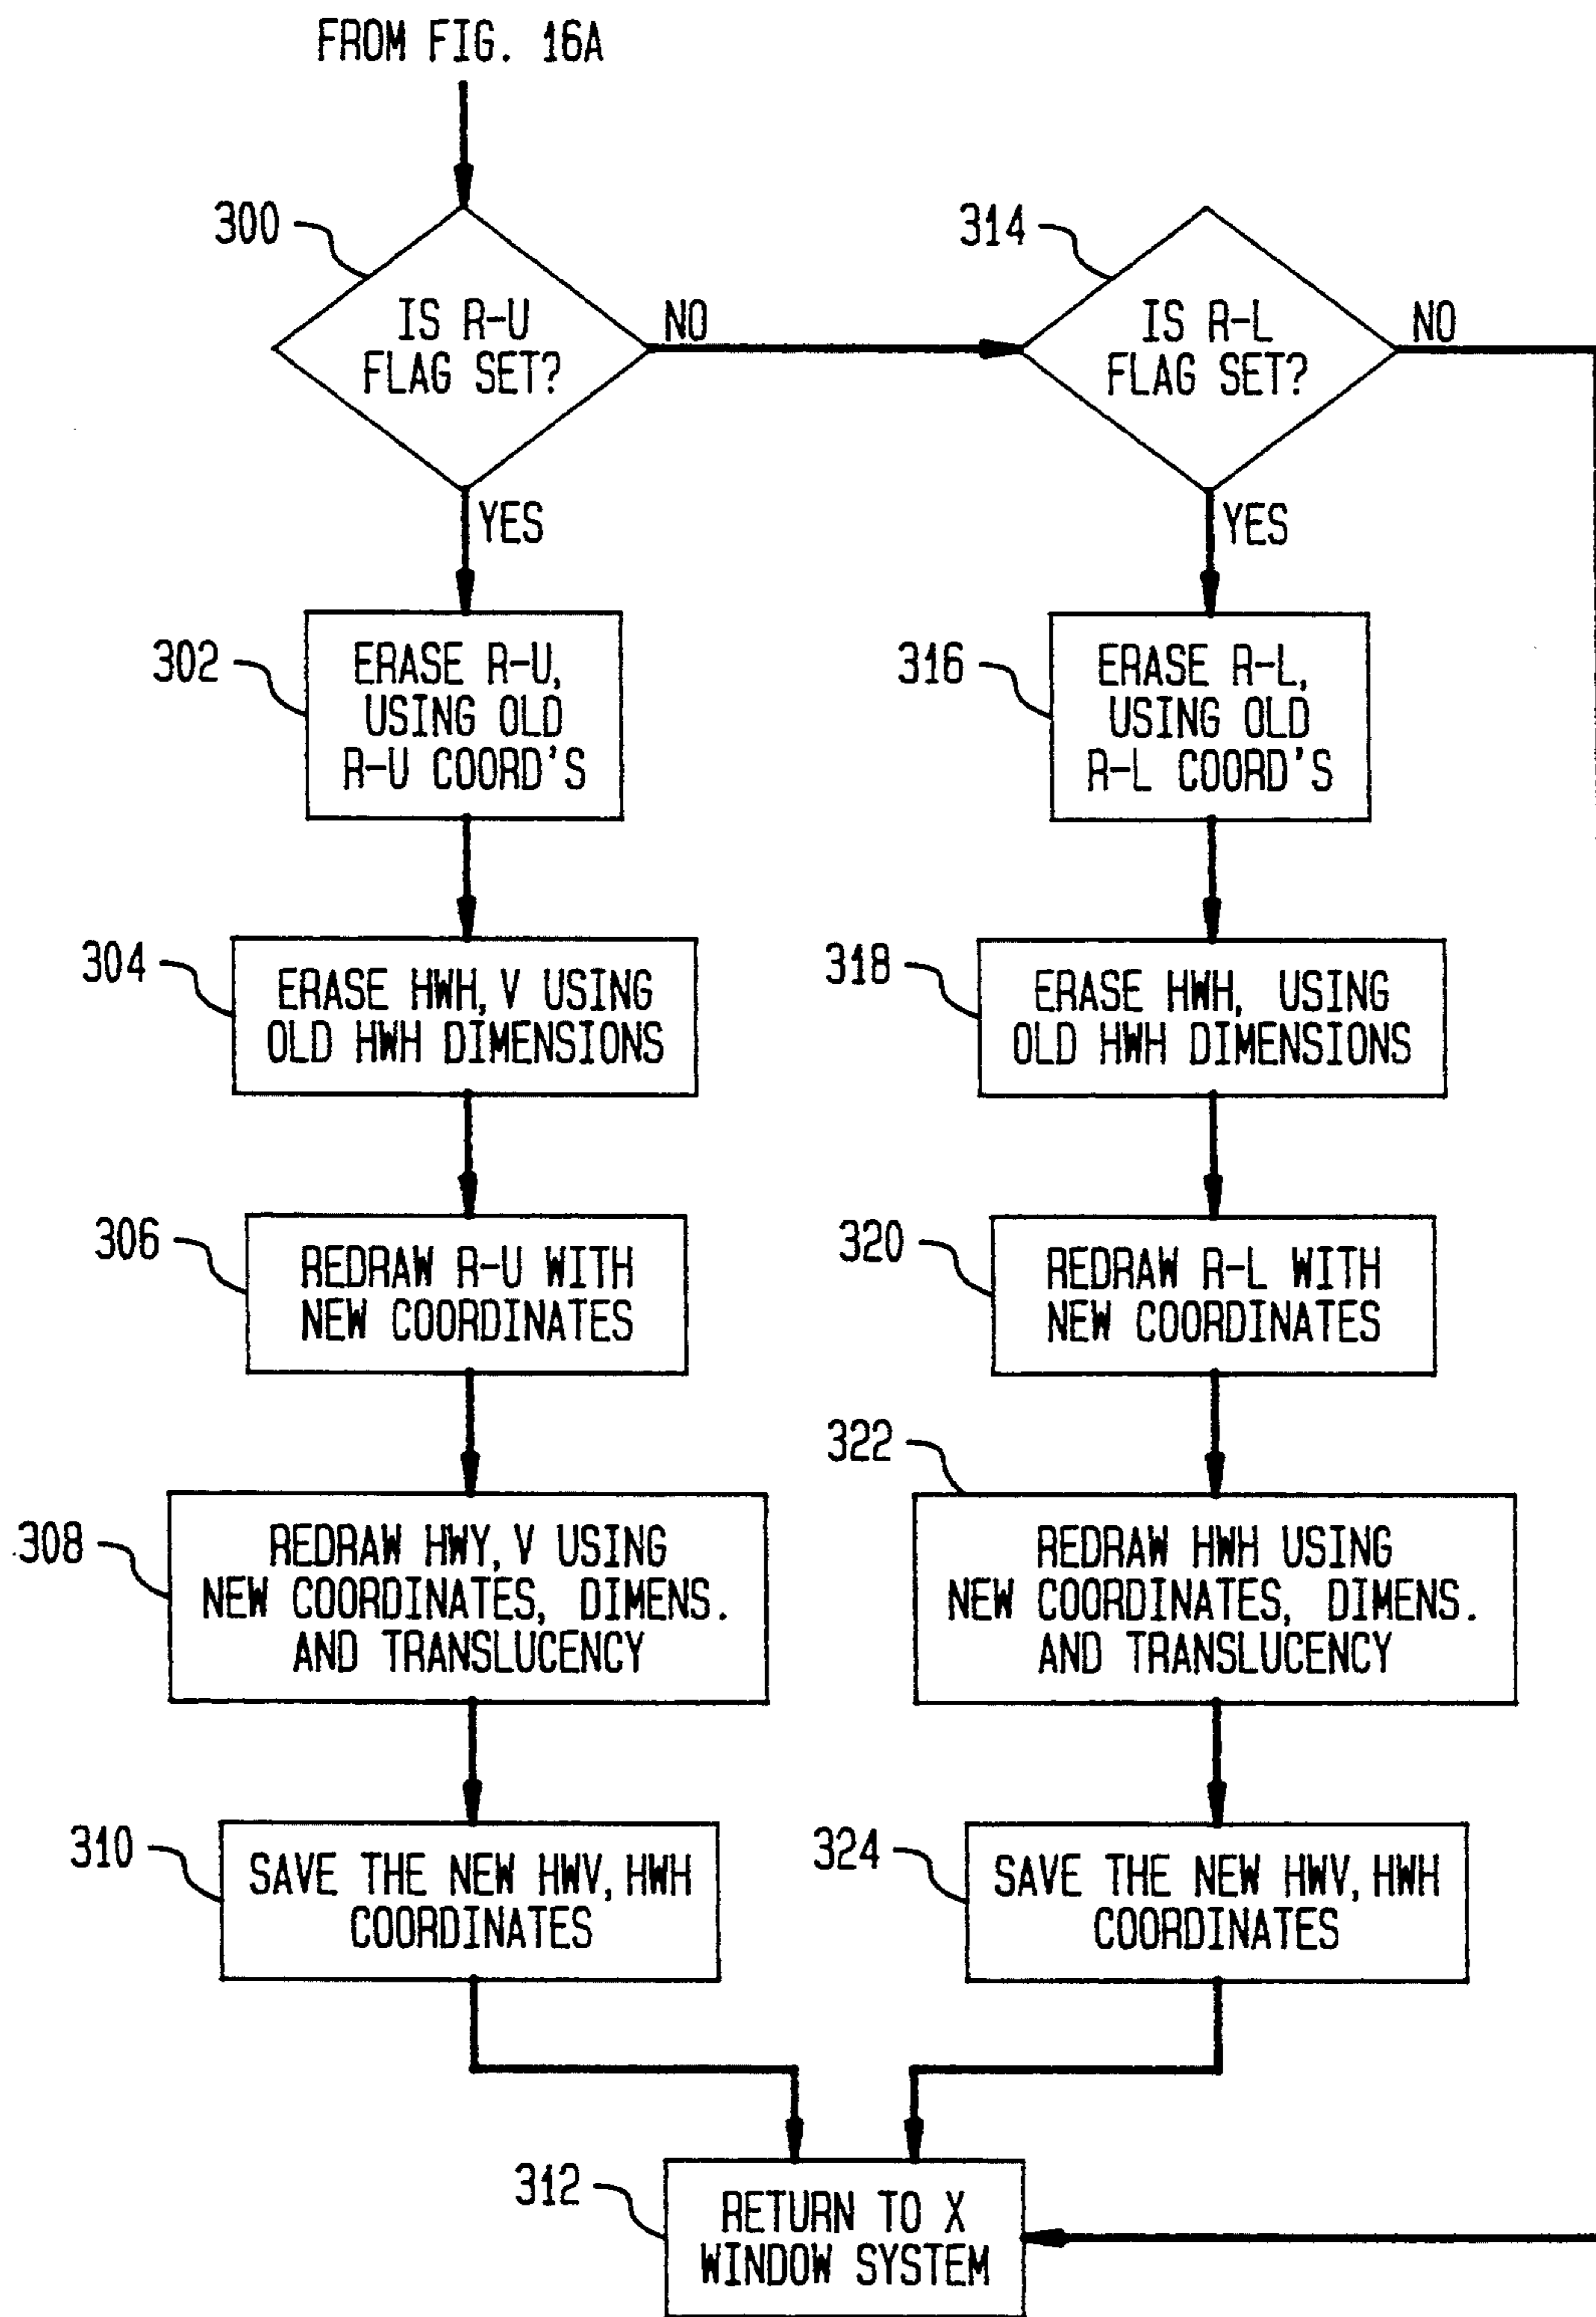 FROM FIG. 16A
300
IS R-U
FLAG SET?
NO
YES
302
ERASE R-U,
USING OLD
R-U COORD'S
304
ERASE HWH, V USING
OLD HWH DIMENSIONS
306
REDRAW R-U WITH
NEW COORDINATES
308
REDRAW HWY, V USING
NEW COORDINATES, DIMENS.
AND TRANSLUCENCY
310
SAVE THE NEW HWV, HWH
COORDINATES
314
IS R-L
FLAG SET?
NO
YES
316
ERASE R-L,
USING OLD
R-L COORD'S
318
ERASE HWH, USING
OLD HWH DIMENSIONS
320
REDRAW R-L WITH
NEW COORDINATES
322
REDRAW HWH USING
NEW COORDINATES, DIMENS.
AND TRANSLUCENCY
324
SAVE THE NEW HWV, HWH
COORDINATES
312
RETURN TO X
WINDOW SYSTEM